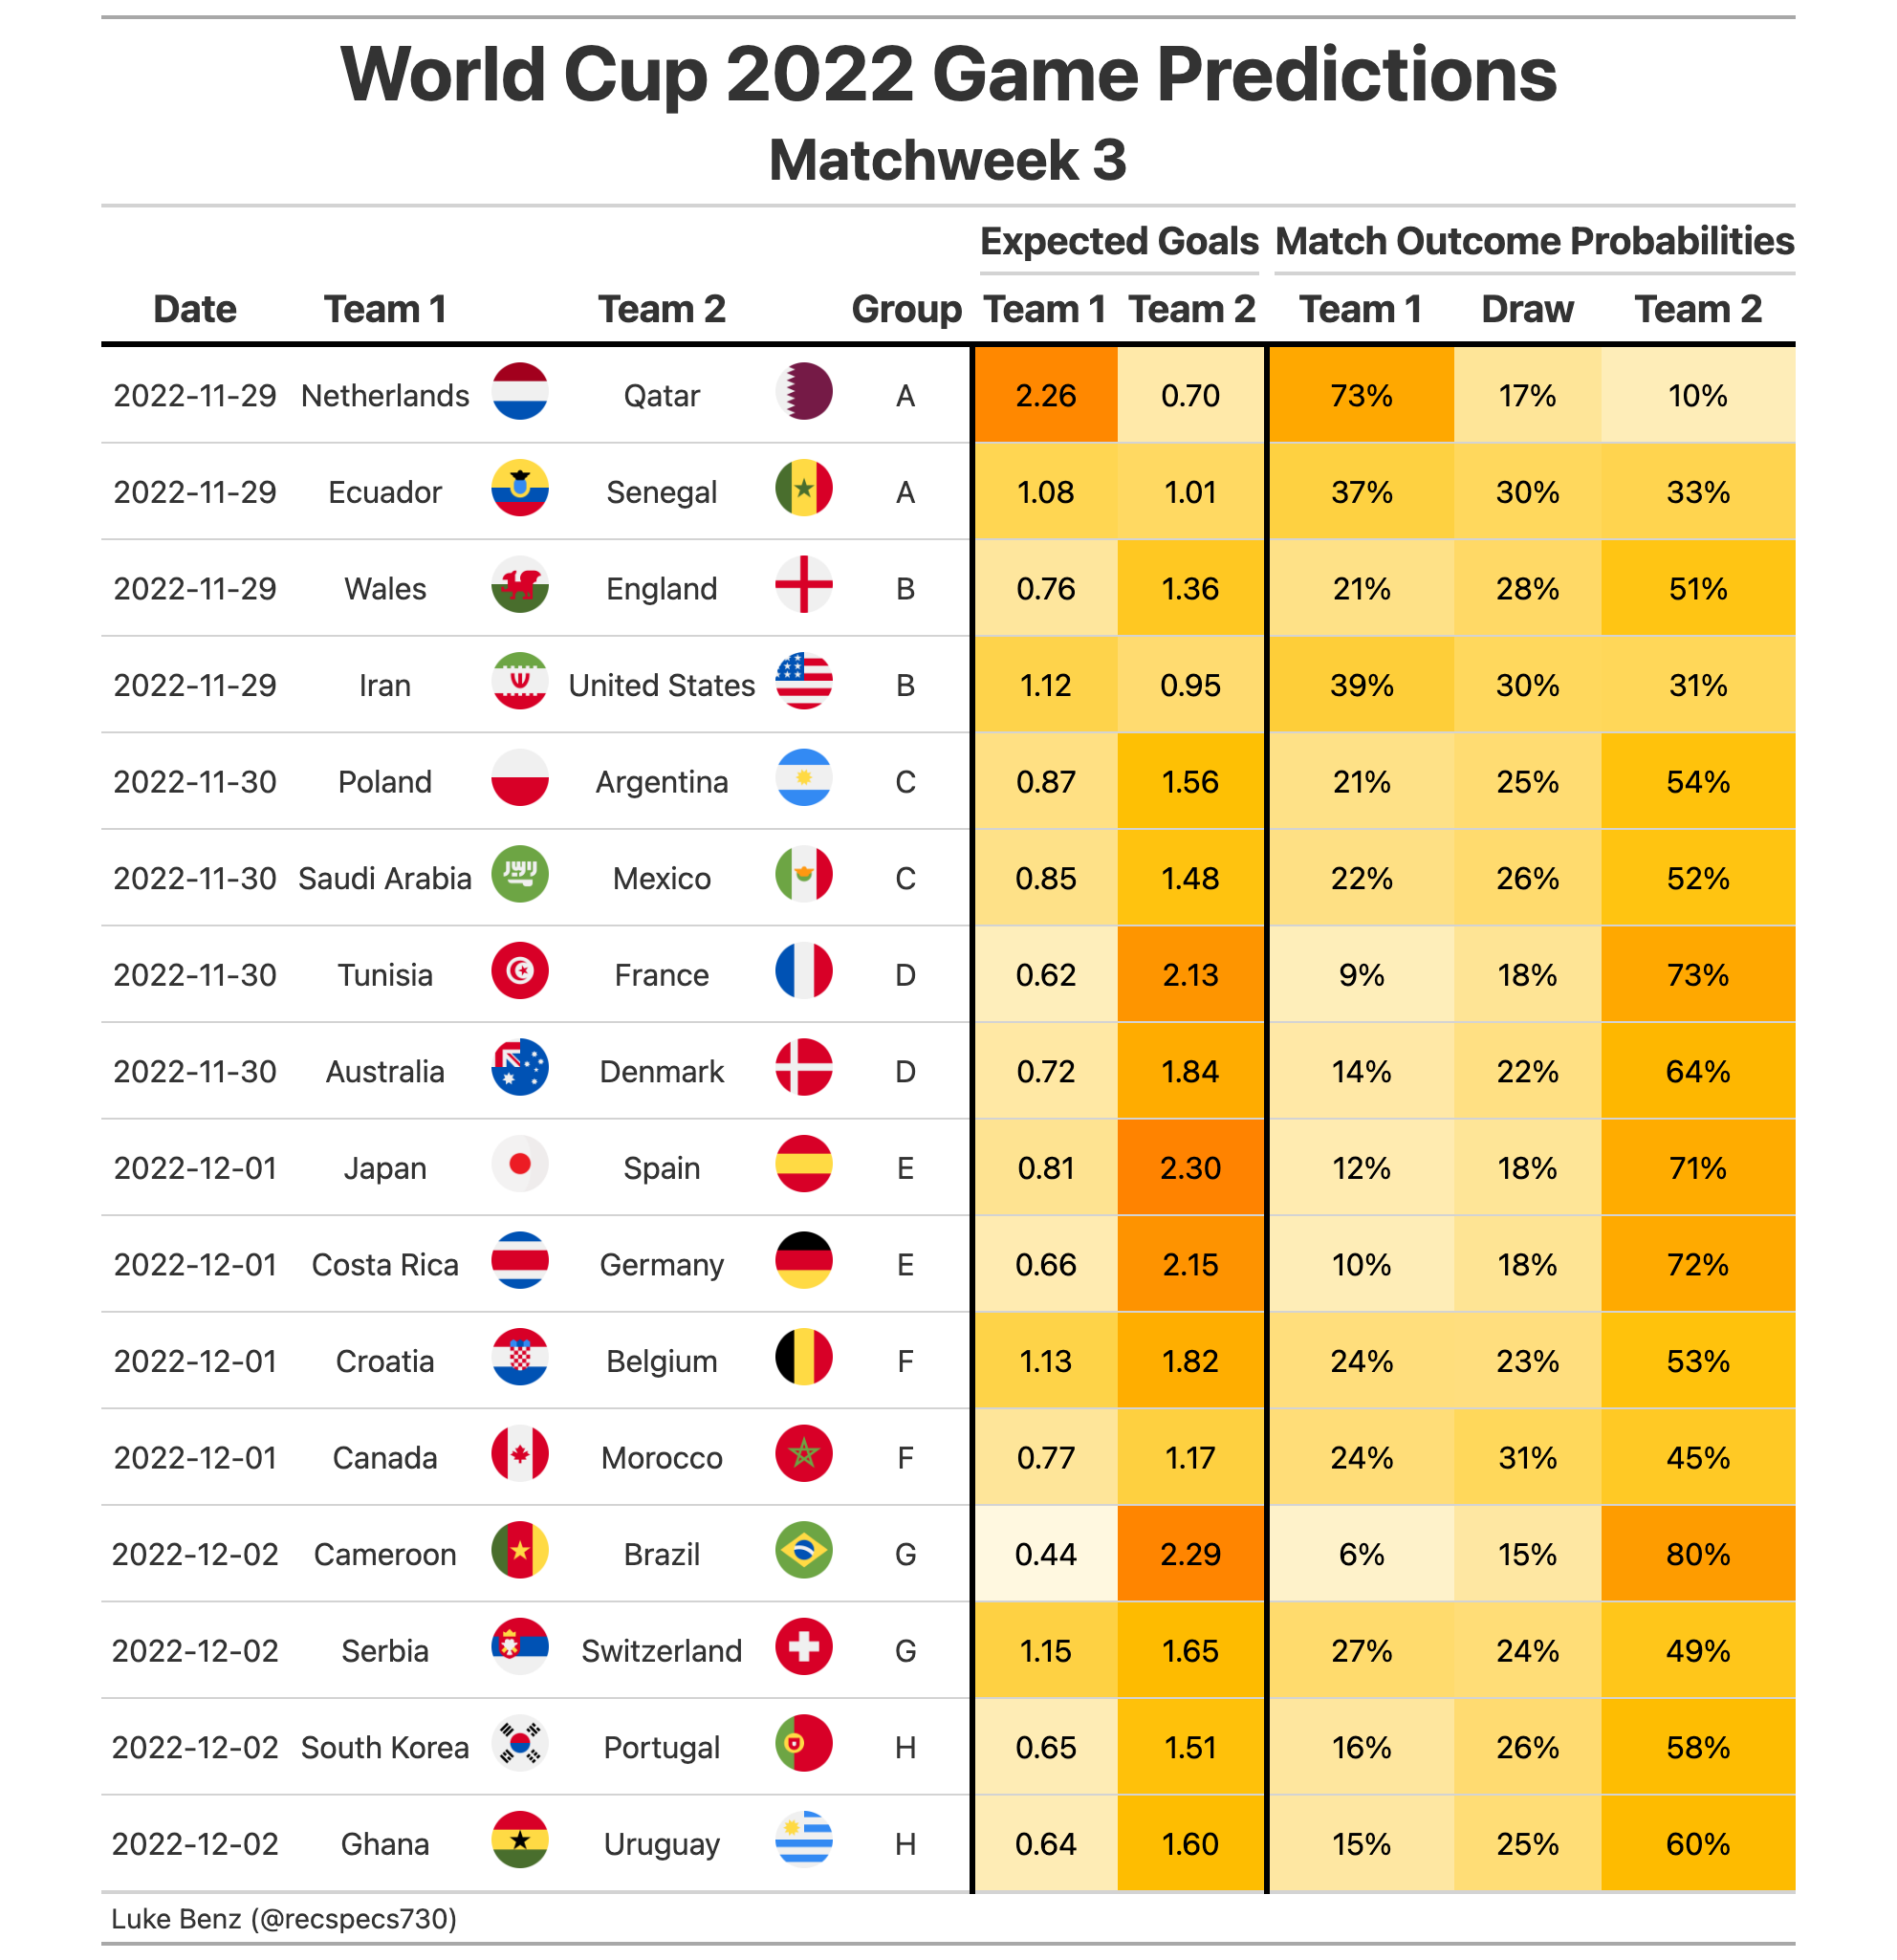 World Cup 2022 Game Predictions
Matchweek 3
Expected Goals Match Outcome Probabilities
Date Team 1 Team 2 Group Team 1 Team 2 Team 1 Draw Team 2
2022-11-29 Netherlands Qatar A 2.26 0.70 73% 17% 10%
2022-11-29 Ecuador Senegal A 1.08 1.01 37% 30% 33%
2022-11-29 Wales England B 0.76 1.36 21% 28% 51%
2022-11-29 Iran United States B 1.12 0.95 39% 30% 31%
2022-11-30 Poland Argentina C 0.87 1.56 21% 25% 54%
2022-11-30 Saudi Arabia Mexico C 0.85 1.48 22% 26% 52%
2022-11-30 Tunisia France D 0.62 2.13 9% 18% 73%
2022-11-30 Australia Denmark D 0.72 1.84 14% 22% 64%
2022-12-01 Japan Spain E 0.81 2.30 12% 18% 71%
2022-12-01 Costa Rica Germany E 0.66 2.15 10% 18% 72%
2022-12-01 Croatia Belgium F 1.13 1.82 24% 23% 53%
2022-12-01 Canada Morocco F 0.77 1.17 24% 31% 45%
2022-12-02 Cameroon Brazil G 0.44 2.29 6% 15% 80%
2022-12-02 Serbia Switzerland G 1.15 1.65 27% 24% 49%
2022-12-02 South Korea Portugal H 0.65 1.51 16% 26% 58%
2022-12-02 Ghana Uruguay H 0.64 1.60 15% 25% 60%
Luke Benz (@recspecs730)